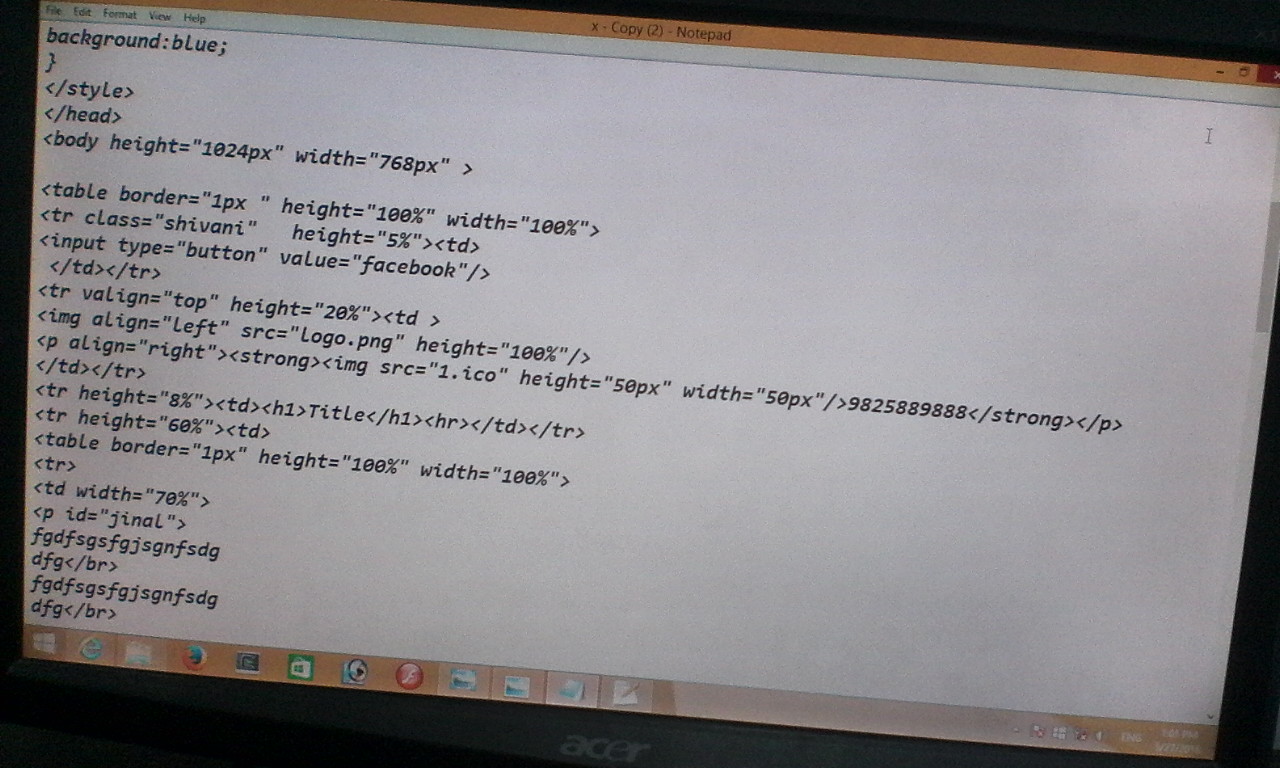 File Edit Format View Help
x - Copy (2) - Notepad
background:blue;
}
</style>
</head>
<body height="1024px" width="768px" >
<table border="1px " height="100%" width="100%">
<tr class="shivani" height="5%"><td>
<input type="button" value="facebook"/>
</td></tr>
<tr valign="top" height="20%"><td >
<img align="left" src="logo.png" height="100%"/>
<p align="right"><strong><img src="1.ico" height="50px" width="50px"/>9825889888</strong></p>
</td></tr>
<tr height="8%"><td><h1>Title</h1><hr></td></tr>
<tr height="60%"><td>
<table border="1px" height="100%" width="100%">
<tr>
<td width="70%">
<p id="jinal">
fgdfsgsfgjsgnfsdg
dfg</br>
fgdfsgsfgjsgnfsdg
dfg</br>
ENG
1:01 PM
acer